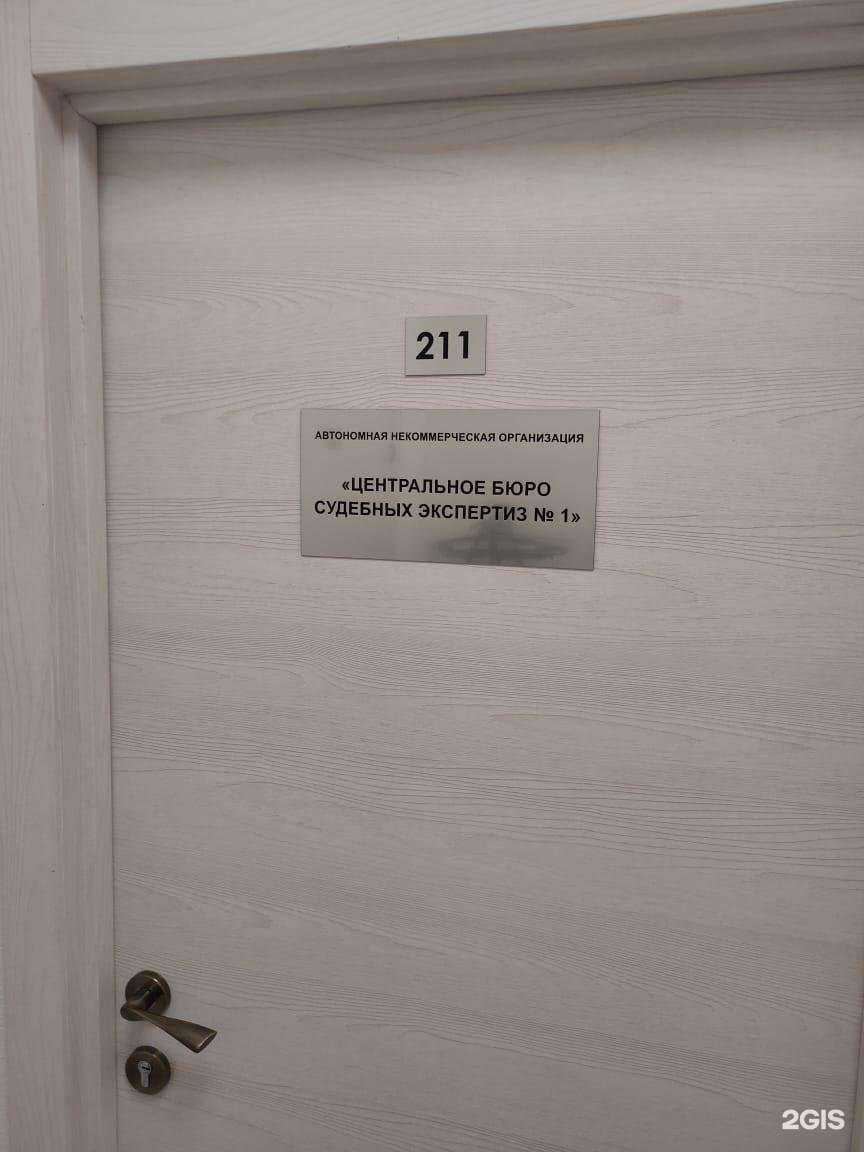 211
АВТОНОМНАЯ НЕКОММЕРЧЕСКАЯ ОРГАНИЗАЦИЯ
«ЦЕНТРАЛЬНОЕ БЮРО
СУДЕБНЫХ ЭКСПЕРТИЗ № 1»
2GIS